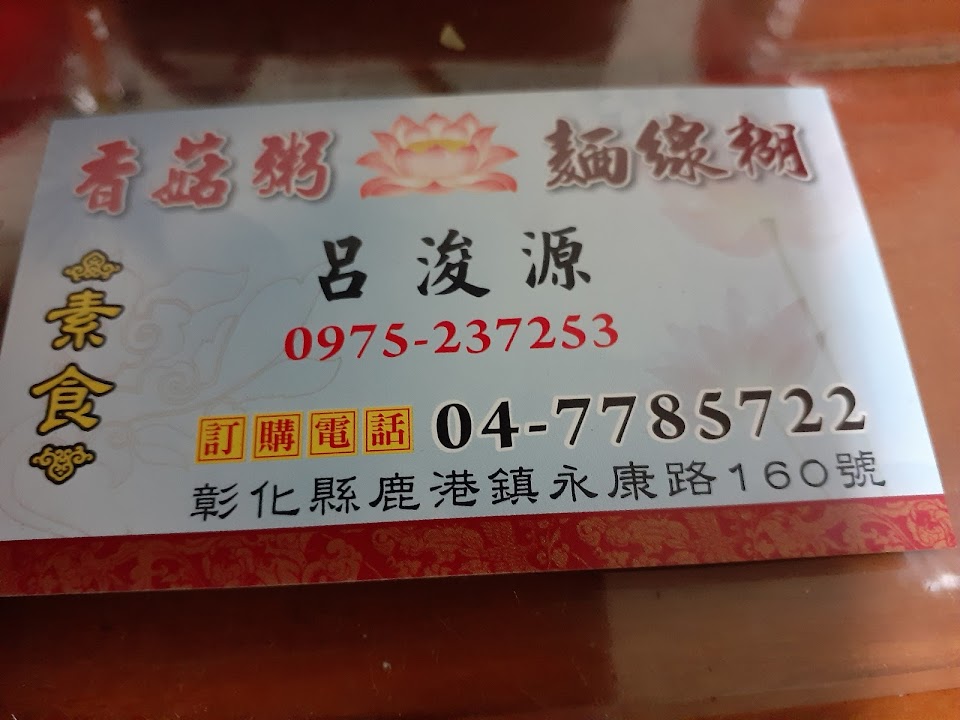 香菇粥 麵線糊
素食
呂浚源
0975-237253
訂購電話 04-7785722
彰化縣鹿港鎮永康路160號